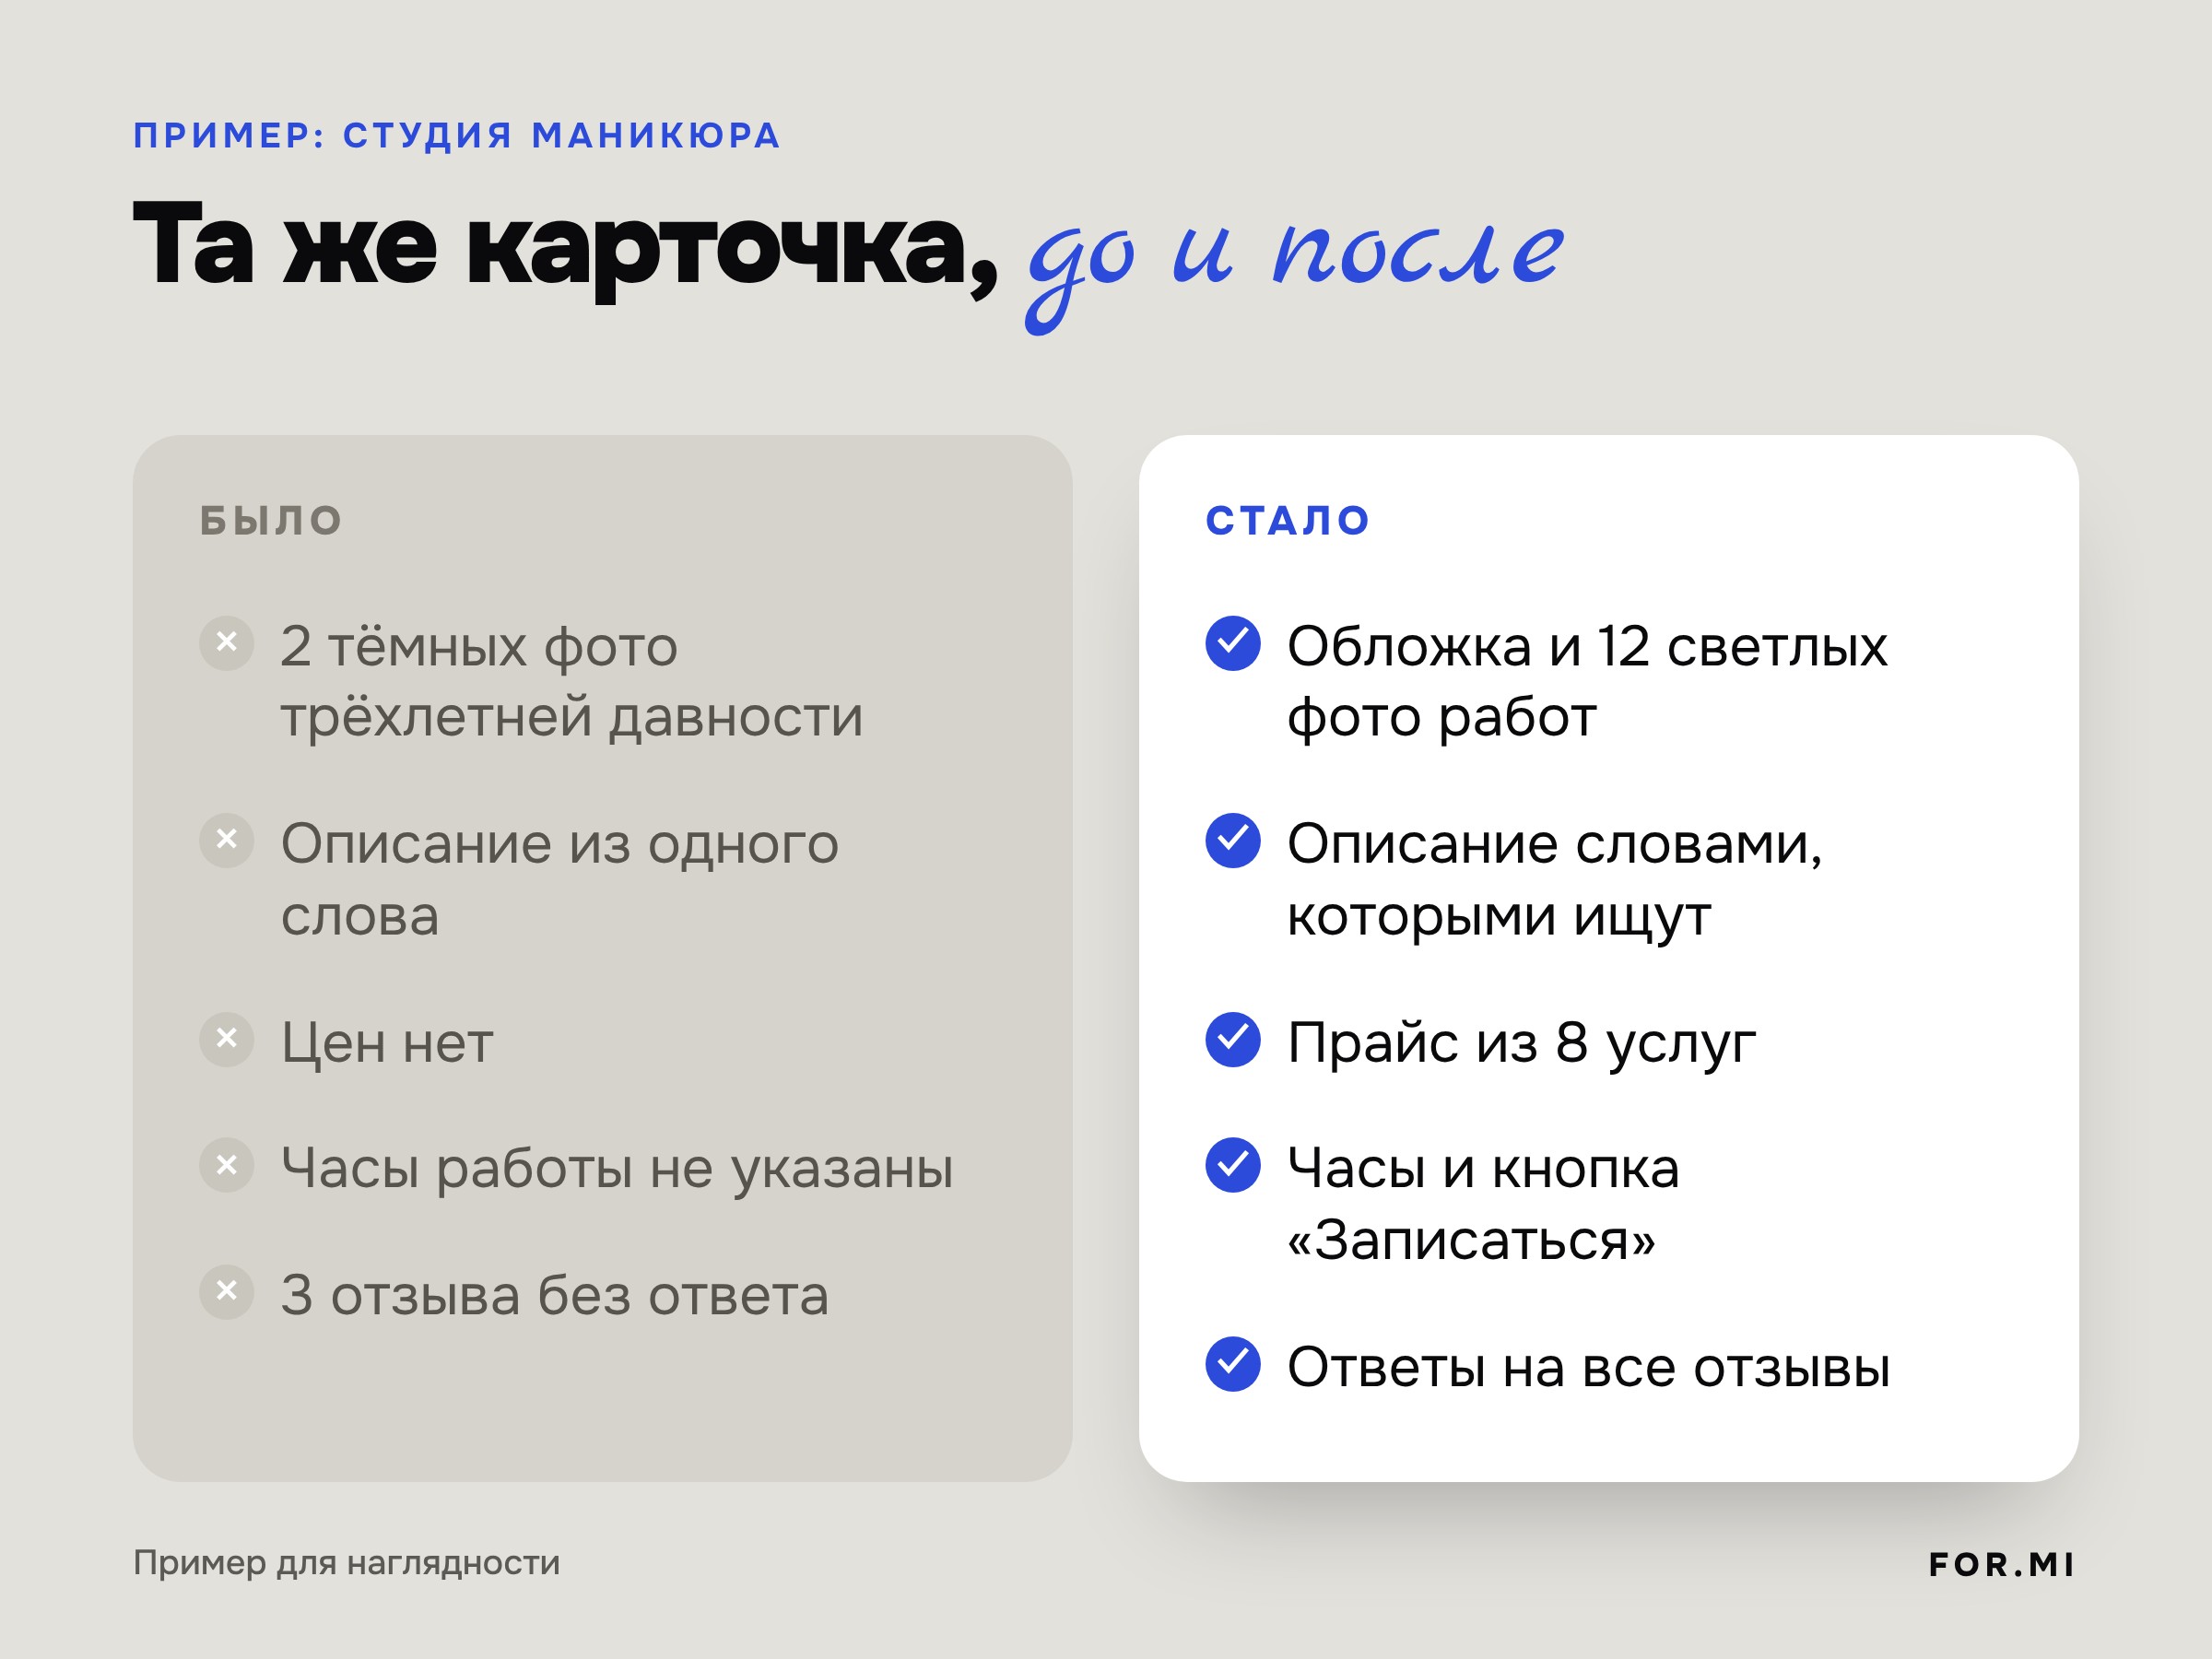 ПРИМЕР: СТУДИЯ МАНИКЮРА
Та же карточка, до и после
БЫЛО
2 тёмных фото
трёхлетней давности
Описание из одного
слова
Цен нет
Часы работы не указаны
3 отзыва без ответа
СТАЛО
Обложка и 12 светлых
фото работ
Описание словами,
которыми ищут
Прайс из 8 услуг
Часы и кнопка
«Записаться»
Ответы на все отзывы
Пример для наглядности
FOR.MI